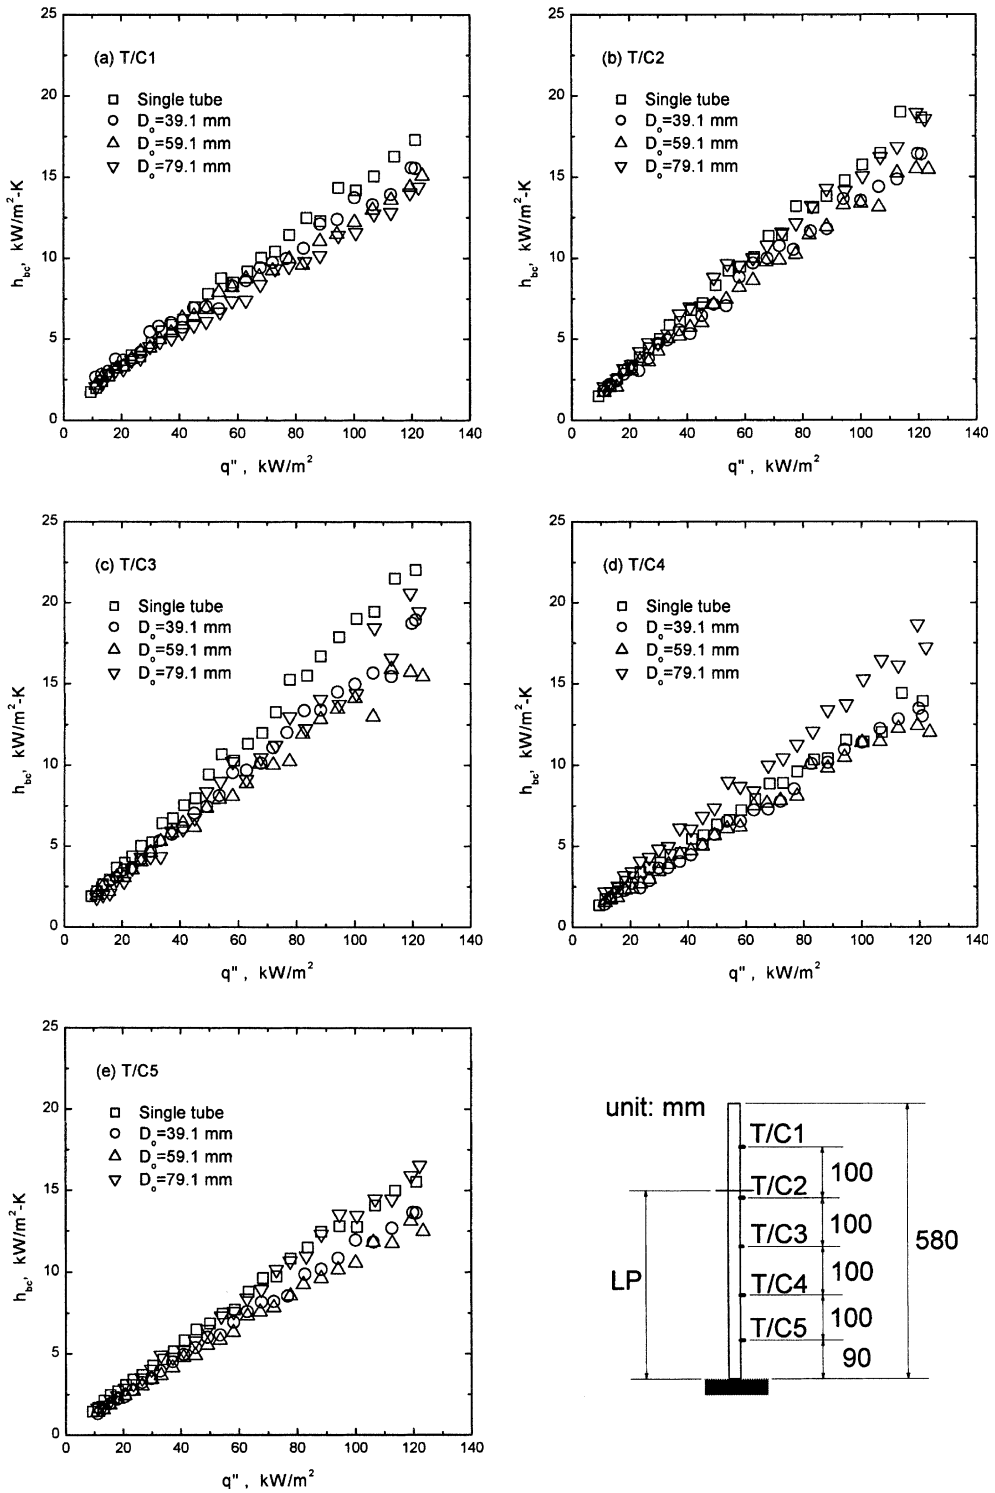 (a) T/C1
Single tube
Do=39.1 mm
Do=59.1 mm
Do=79.1 mm
25
20
15
10
5
0
hbc, kW/m²-K
0 20 40 60 80 100 120 140
q" , kW/m²
(b) T/C2
Single tube
Do=39.1 mm
Do=59.1 mm
Do=79.1 mm
25
20
15
10
5
0
hbc, kW/m²-K
0 20 40 60 80 100 120 140
q" , kW/m²
(c) T/C3
Single tube
Do=39.1 mm
Do=59.1 mm
Do=79.1 mm
25
20
15
10
5
0
hbc, kW/m²-K
0 20 40 60 80 100 120 140
q" , kW/m²
(d) T/C4
Single tube
Do=39.1 mm
Do=59.1 mm
Do=79.1 mm
25
20
15
10
5
0
hbc, kW/m²-K
0 20 40 60 80 100 120 140
q" , kW/m²
(e) T/C5
Single tube
Do=39.1 mm
Do=59.1 mm
Do=79.1 mm
25
20
15
10
5
0
hbc, kW/m²-K
0 20 40 60 80 100 120 140
q" , kW/m²
unit: mm
T/C1
100
T/C2
100
T/C3
580
LP
100
T/C4
100
T/C5
90